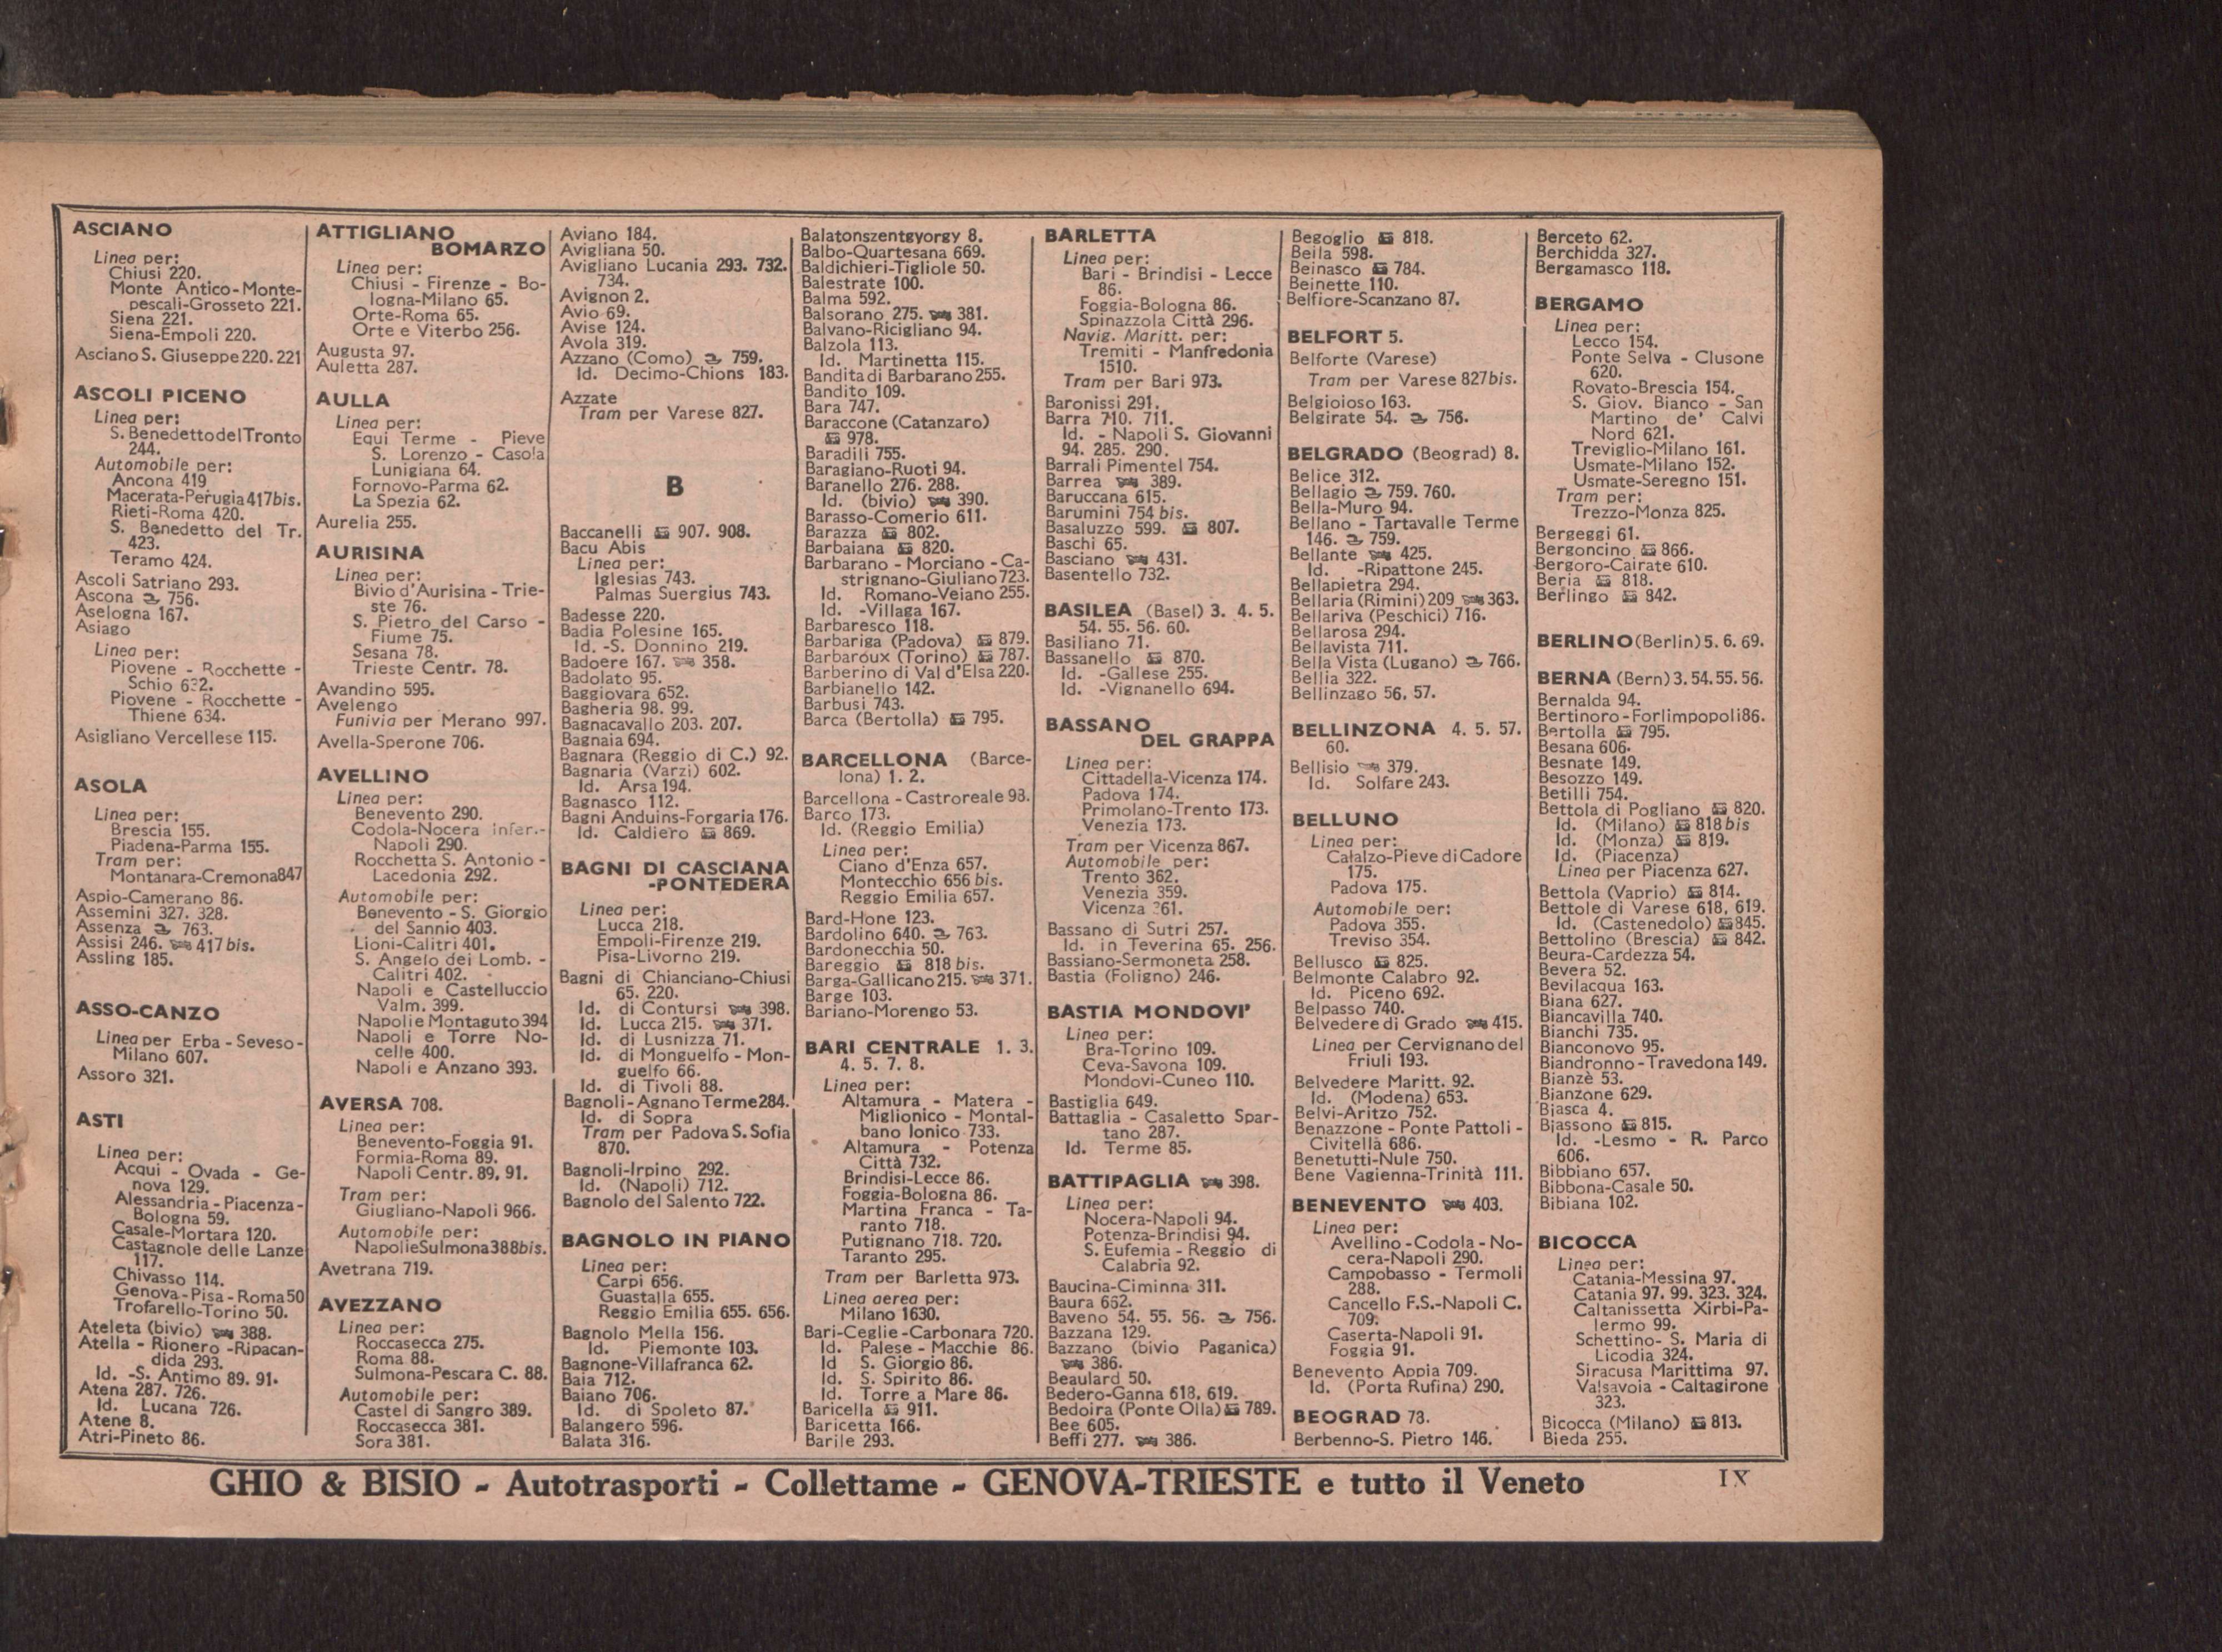 ASCIANO
Linea per:
Chiusi 220.
Monte Antico-Monte-
pescali-Grosseto 221.
Siena 221.
Siena-Empoli 220.
Asciano S. Giuseppe 220. 221
ASCOLI PICENO
Linea per:
S. Benedetto del Tronto
244.
Automobile per:
Ancona 419
Macerata-Perugia 417 bis.
Rieti-Roma 420.
S. Benedetto del Tr.
423.
Teramo 424.
Ascoli Satriano 293.
Ascona 756.
Aselogna 167.
Asiago
Linea per:
Piovene - Rocchette -
Schio 632.
Piovene - Rocchette -
Thiene 634.
Asigliano Vercellese 115.
ASOLA
Linea per:
Brescia 155.
Piadena-Parma 155.
Tram per:
Montanara-Cremona 847
Aspio-Camerano 86.
Assemini 327. 328.
Assenza 763.
Assisi 246. 417 bis.
Assling 185.
ASSO-CANZO
Linea per Erba - Seveso -
Milano 607.
Assoro 321.
ASTI
Linea per:
Acqui - Ovada - Ge-
nova 129.
Alessandria - Piacenza -
Bologna 59.
Casale-Mortara 120.
Castagnole delle Lanze
117.
Chivasso 114.
Genova - Pisa - Roma 50
Trofarello-Torino 50.
Ateleta (bivio) 388.
Atella - Rionero - Ripacan-
dida 293.
Id. -S. Antimo 89. 91.
Atena 287. 726.
Id. Lucana 726.
Atene 8.
Atri-Pineto 86.
ATTIGLIANO
BOMARZO
Linea per:
Chiusi - Firenze - Bo-
logna-Milano 65.
Orte-Roma 65.
Orte e Viterbo 256.
Augusta 97.
Auletta 287.
AULLA
Linea per:
Equi Terme - Pieve
S. Lorenzo - Casola
Lunigiana 64.
Fornovo-Parma 62.
La Spezia 62.
Aurelia 255.
AURISINA
Linea per:
Bivio d'Aurisina - Trie-
ste 76.
S. Pietro del Carso -
Fiume 75.
Sesana 78.
Trieste Centr. 78.
Avandino 595.
Avelengo
Funivia per Merano 997.
Avella-Sperone 706.
AVELLINO
Linea per:
Benevento 290.
Codola-Nocera infer.-
Napoli 290.
Rocchetta S. Antonio -
Lacedonia 292.
Automobile per:
Benevento - S. Giorgio
del Sannio 403.
Lioni-Calitri 401.
S. Angelo dei Lomb. -
Calitri 402.
Napoli e Castelluccio
Valm. 399.
Napoli e Montaguto 394
Napoli e Torre No-
celle 400.
Napoli e Anzano 393.
AVERSA 708.
Linea per:
Benevento-Foggia 91.
Formia-Roma 89.
Napoli Centr. 89. 91.
Tram per:
Giugliano-Napoli 966.
Automobile per:
Napoli e Sulmona 388 bis.
Avetrana 719.
AVEZZANO
Linea per:
Roccasecca 275.
Roma 88.
Sulmona-Pescara C. 88.
Automobile per:
Castel di Sangro 389.
Roccasecca 381.
Sora 381.
Aviano 184.
Avigliana 50.
Avigliano Lucania 293. 732.
734.
Avignon 2.
Avio 69.
Avise 124.
Avola 319.
Azzano (Como) 759.
Id. Decimo-Chions 183.
Azzate
Tram per Varese 827.
B
Baccanelli 907. 908.
Bacu Abis
Linea per:
Iglesias 743.
Palmas Suergius 743.
Badesse 220.
Badia Polesine 165.
Id. -S. Donnino 219.
Badoere 167. 358.
Badolato 95.
Baggiovara 652.
Bagheria 98. 99.
Bagnacavallo 203. 207.
Bagnaia 694.
Bagnara (Reggio di C.) 92.
Bagnaria (Varzi) 602.
Id. Arsa 194.
Bagnasco 112.
Bagni Anduins-Forgaria 176.
Id. Caldiero 869.
BAGNI DI CASCIANA
-PONTEDERA
Linea per:
Lucca 218.
Empoli-Firenze 219.
Pisa-Livorno 219.
Bagni di Chianciano-Chiusi
65. 220.
Id. di Contursi 398.
Id. Lucca 215. 371.
Id. di Lusnizza 71.
Id. di Monguelfo - Mon-
guelfo 66.
Id. di Tivoli 88.
Bagnoli - Agnano Terme 284.
Id. di Sopra
Tram per Padova S. Sofia
870.
Bagnoli-Irpino 292.
Id. (Napoli) 712.
Bagnolo del Salento 722.
BAGNOLO IN PIANO
Linea per:
Carpi 656.
Guastalla 655.
Reggio Emilia 655. 656.
Bagnolo Mella 156.
Id. Piemonte 103.
Bagnone-Villafranca 62.
Baia 712.
Baiano 706.
Id. di Spoleto 87.
Balangero 596.
Balata 316.
Balatonszentgyorgy 8.
Balbo-Quartesana 669.
Baldichieri-Tigliole 50.
Balestrate 100.
Balma 592.
Balsorano 275. 381.
Balvano-Ricigliano 94.
Balzola 113.
Id. Martinetta 115.
Bandita di Barbarano 255.
Bandito 109.
Bara 747.
Baraccone (Catanzaro)
978.
Baradili 755.
Baragiano-Ruoti 94.
Baranello 276. 288.
Id. (bivio) 390.
Barasso-Comerio 611.
Barazza 802.
Barbaiana 820.
Barbarano - Morciano - Ca-
strignano-Giuliano 723.
Id. Romano-Veiano 255.
Id. -Villaga 167.
Barbaresco 118.
Barbariga (Padova) 879.
Barbaroux (Torino) 787.
Barberino di Val d'Elsa 220.
Barbianello 142.
Barbusi 743.
Barca (Bertolla) 795.
BARCELLONA (Barce-
lona) 1. 2.
Barcellona - Castroreale 98.
Barco 173.
Id. (Reggio Emilia)
Linea per:
Ciano d'Enza 657.
Montecchio 656 bis.
Reggio Emilia 657.
Bard-Hone 123.
Bardolino 640. 763.
Bardonecchia 50.
Bareggio 818 bis.
Barga-Gallicano 215. 371.
Barge 103.
Bariano-Morengo 53.
BARI CENTRALE 1. 3.
4. 5. 7. 8.
Linea per:
Altamura - Matera -
Miglionico - Montal-
bano Ionico 733.
Altamura - Potenza
Città 732.
Brindisi-Lecce 86.
Foggia-Bologna 86.
Martina Franca - Ta-
ranto 718.
Putignano 718. 720.
Taranto 295.
Tram per Barletta 973.
Linea aerea per:
Milano 1630.
Bari-Ceglie-Carbonara 720.
Id. Palese - Macchie 86.
Id S. Giorgio 86.
Id. S. Spirito 86.
Id. Torre a Mare 86.
Baricella 911.
Baricetta 166.
Barile 293.
BARLETTA
Linea per:
Bari - Brindisi - Lecce
86.
Foggia-Bologna 86.
Spinazzola Città 296.
Navig. Maritt. per:
Tremiti - Manfredonia
1510.
Tram per Bari 973.
Baronissi 291.
Barra 710. 711.
Id. - Napoli S. Giovanni
94. 285. 290.
Barrali Pimentel 754.
Barrea 389.
Baruccana 615.
Barumini 754 bis.
Basaluzzo 599. 807.
Baschi 65.
Basciano 431.
Basentello 732.
BASILEA (Basel) 3. 4. 5.
54. 55. 56. 60.
Basiliano 71.
Bassanello 870.
Id. -Gallese 255.
Id. -Vignanello 694.
BASSANO
DEL GRAPPA
Linea per:
Cittadella-Vicenza 174.
Padova 174.
Primolano-Trento 173.
Venezia 173.
Tram per Vicenza 867.
Automobile per:
Trento 362.
Venezia 359.
Vicenza 361.
Bassano di Sutri 257.
Id. in Teverina 65. 256.
Bassiano-Sermoneta 258.
Bastia (Foligno) 246.
BASTIA MONDOVI'
Linea per:
Bra-Torino 109.
Ceva-Savona 109.
Mondovi-Cuneo 110.
Bastiglia 649.
Battaglia - Casaletto Spar-
tano 287.
Id. Terme 85.
BATTIPAGLIA 398.
Linea per:
Nocera-Napoli 94.
Potenza-Brindisi 94.
S. Eufemia - Reggio di
Calabria 92.
Baucina-Ciminna 311.
Baura 662.
Baveno 54. 55. 56. 756.
Bazzana 129.
Bazzano (bivio Paganica)
386.
Beaulard 50.
Bedero-Ganna 618. 619.
Bedoira (Ponte Olla) 789.
Bee 605.
Beffi 277. 386.
Begoglio 818.
Beila 598.
Beinasco 784.
Beinette 110.
Belfiore-Scanzano 87.
BELFORT 5.
Belforte (Varese)
Tram per Varese 827 bis.
Belgioioso 163.
Belgirate 54. 756.
BELGRADO (Beograd) 8.
Belice 312.
Bellagio 759. 760.
Bella-Muro 94.
Bellano - Tartavalle Terme
146. 759.
Bellante 425.
Id. -Ripattone 245.
Bellapietra 294.
Bellaria (Rimini) 209 363.
Bellariva (Peschici) 716.
Bellarosa 294.
Bellavista 711.
Bella Vista (Lugano) 766.
Bellia 322.
Bellinzago 56. 57.
BELLINZONA 4. 5. 57.
60.
Bellisio 379.
Id. Solfare 243.
BELLUNO
Linea per:
Calalzo-Pieve di Cadore
175.
Padova 175.
Automobile per:
Padova 355.
Treviso 354.
Bellusco 825.
Belmonte Calabro 92.
Id. Piceno 692.
Belpasso 740.
Belvedere di Grado 415.
Linea per Cervignano del
Friuli 193.
Belvedere Maritt. 92.
Id. (Modena) 653.
Belvi-Aritzo 752.
Benazzone - Ponte Pattoli -
Civitella 686.
Benetutti-Nule 750.
Bene Vagienna-Trinità 111.
BENEVENTO 403.
Linea per:
Avellino - Codola - No-
cera-Napoli 290.
Campobasso - Termoli
288.
Cancello F.S.-Napoli C.
709.
Caserta-Napoli 91.
Foggia 91.
Benevento Appia 709.
Id. (Porta Rufina) 290.
BEOGRAD 73.
Berbenno-S. Pietro 146.
Berceto 62.
Berchidda 327.
Bergamasco 118.
BERGAMO
Linea per:
Lecco 154.
Ponte Selva - Clusone
620.
Rovato-Brescia 154.
S. Giov. Bianco - San
Martino de' Calvi
Nord 621.
Treviglio-Milano 161.
Usmate-Milano 152.
Usmate-Seregno 151.
Tram per:
Trezzo-Monza 825.
Bergeggi 61.
Bergoncino 866.
Bergoro-Cairate 610.
Beria 818.
Berlingo 842.
BERLINO (Berlin) 5. 6. 69.
BERNA (Bern) 3. 54. 55. 56.
Bernalda 94.
Bertinoro - Forlimpopoli 86.
Bertolla 795.
Besana 606.
Besnate 149.
Besozzo 149.
Betilli 754.
Bettola di Pogliano 820.
Id. (Milano) 818 bis
Id. (Monza) 819.
Id. (Piacenza)
Linea per Piacenza 627.
Bettola (Vaprio) 814.
Bettole di Varese 618. 619.
Id. (Castenedolo) 845.
Bettolino (Brescia) 842.
Beura-Cardezza 54.
Bevera 52.
Bevilacqua 163.
Biana 627.
Biancavilla 740.
Bianchi 735.
Bianconovo 95.
Biandronno - Travedona 149.
Bianzè 53.
Bianzone 629.
Biasca 4.
Biassono 815.
Id. -Lesmo - R. Parco
606.
Bibbiano 657.
Bibbona-Casale 50.
Bibiana 102.
BICOCCA
Linea per:
Catania-Messina 97.
Catania 97. 99. 323. 324.
Caltanissetta Xirbi-Pa-
lermo 99.
Schettino- S. Maria di
Licodia 324.
Siracusa Marittima 97.
Valsavoia - Caltagirone
323.
Bicocca (Milano) 813.
Bieda 255.
GHIO & BISIO - Autotrasporti - Collettame - GENOVA-TRIESTE e tutto il Veneto
IX